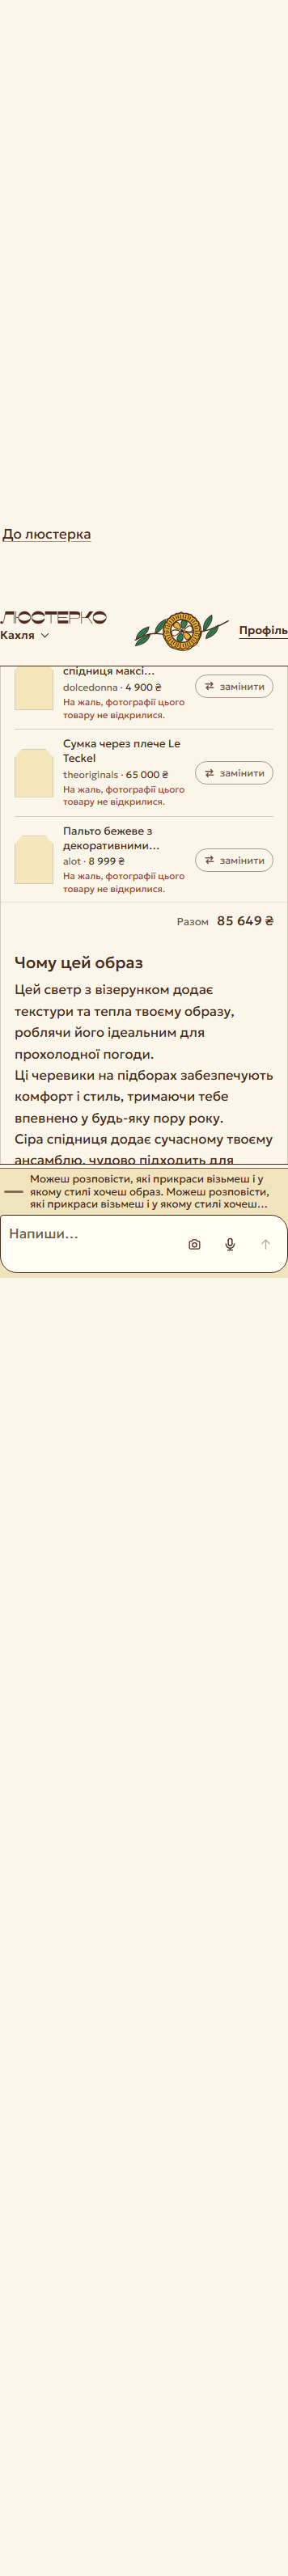 До люстерка
ЛЮСТЕРКО
Кахля
Профіль
спідниця максі...
dolcedonna · 4 900 ₴
замінити
На жаль, фотографії цього
товару не відкрилися.
Сумка через плече Le
Teckel
theoriginals · 65 000 ₴
замінити
На жаль, фотографії цього
товару не відкрилися.
Пальто бежеве з
декоративними...
alot · 8 999 ₴
замінити
На жаль, фотографії цього
товару не відкрилися.
Разом 85 649 ₴
Чому цей образ
Цей светр з візерунком додає
текстури та тепла твоєму образу,
роблячи його ідеальним для
прохолодної погоди.
Ці черевики на підборах забезпечують
комфорт і стиль, тримаючи тебе
впевнено у будь-яку пору року.
Сіра спідниця додає сучасному твоєму
ансамблю, чудово підходить для
Можеш розповісти, які прикраси візьмеш і у
якому стилі хочеш образ. Можеш розповісти,
які прикраси візьмеш і у якому стилі хочеш...
Напиши...